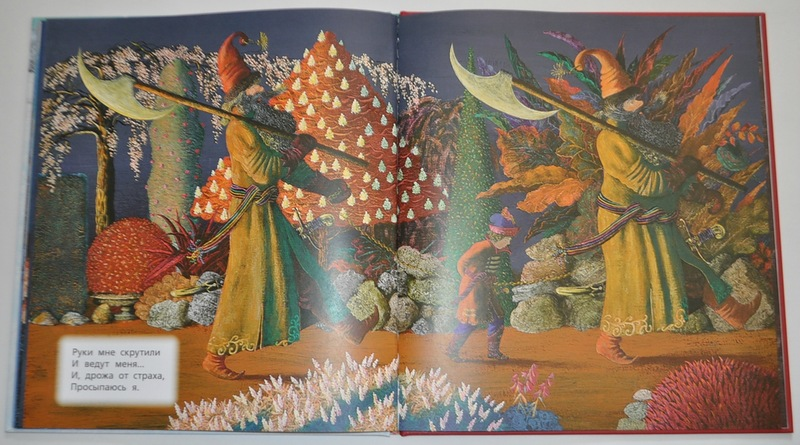 Руки мне скрутили
И ведут меня...
И, дрожа от страха,
Просыпаюсь я.